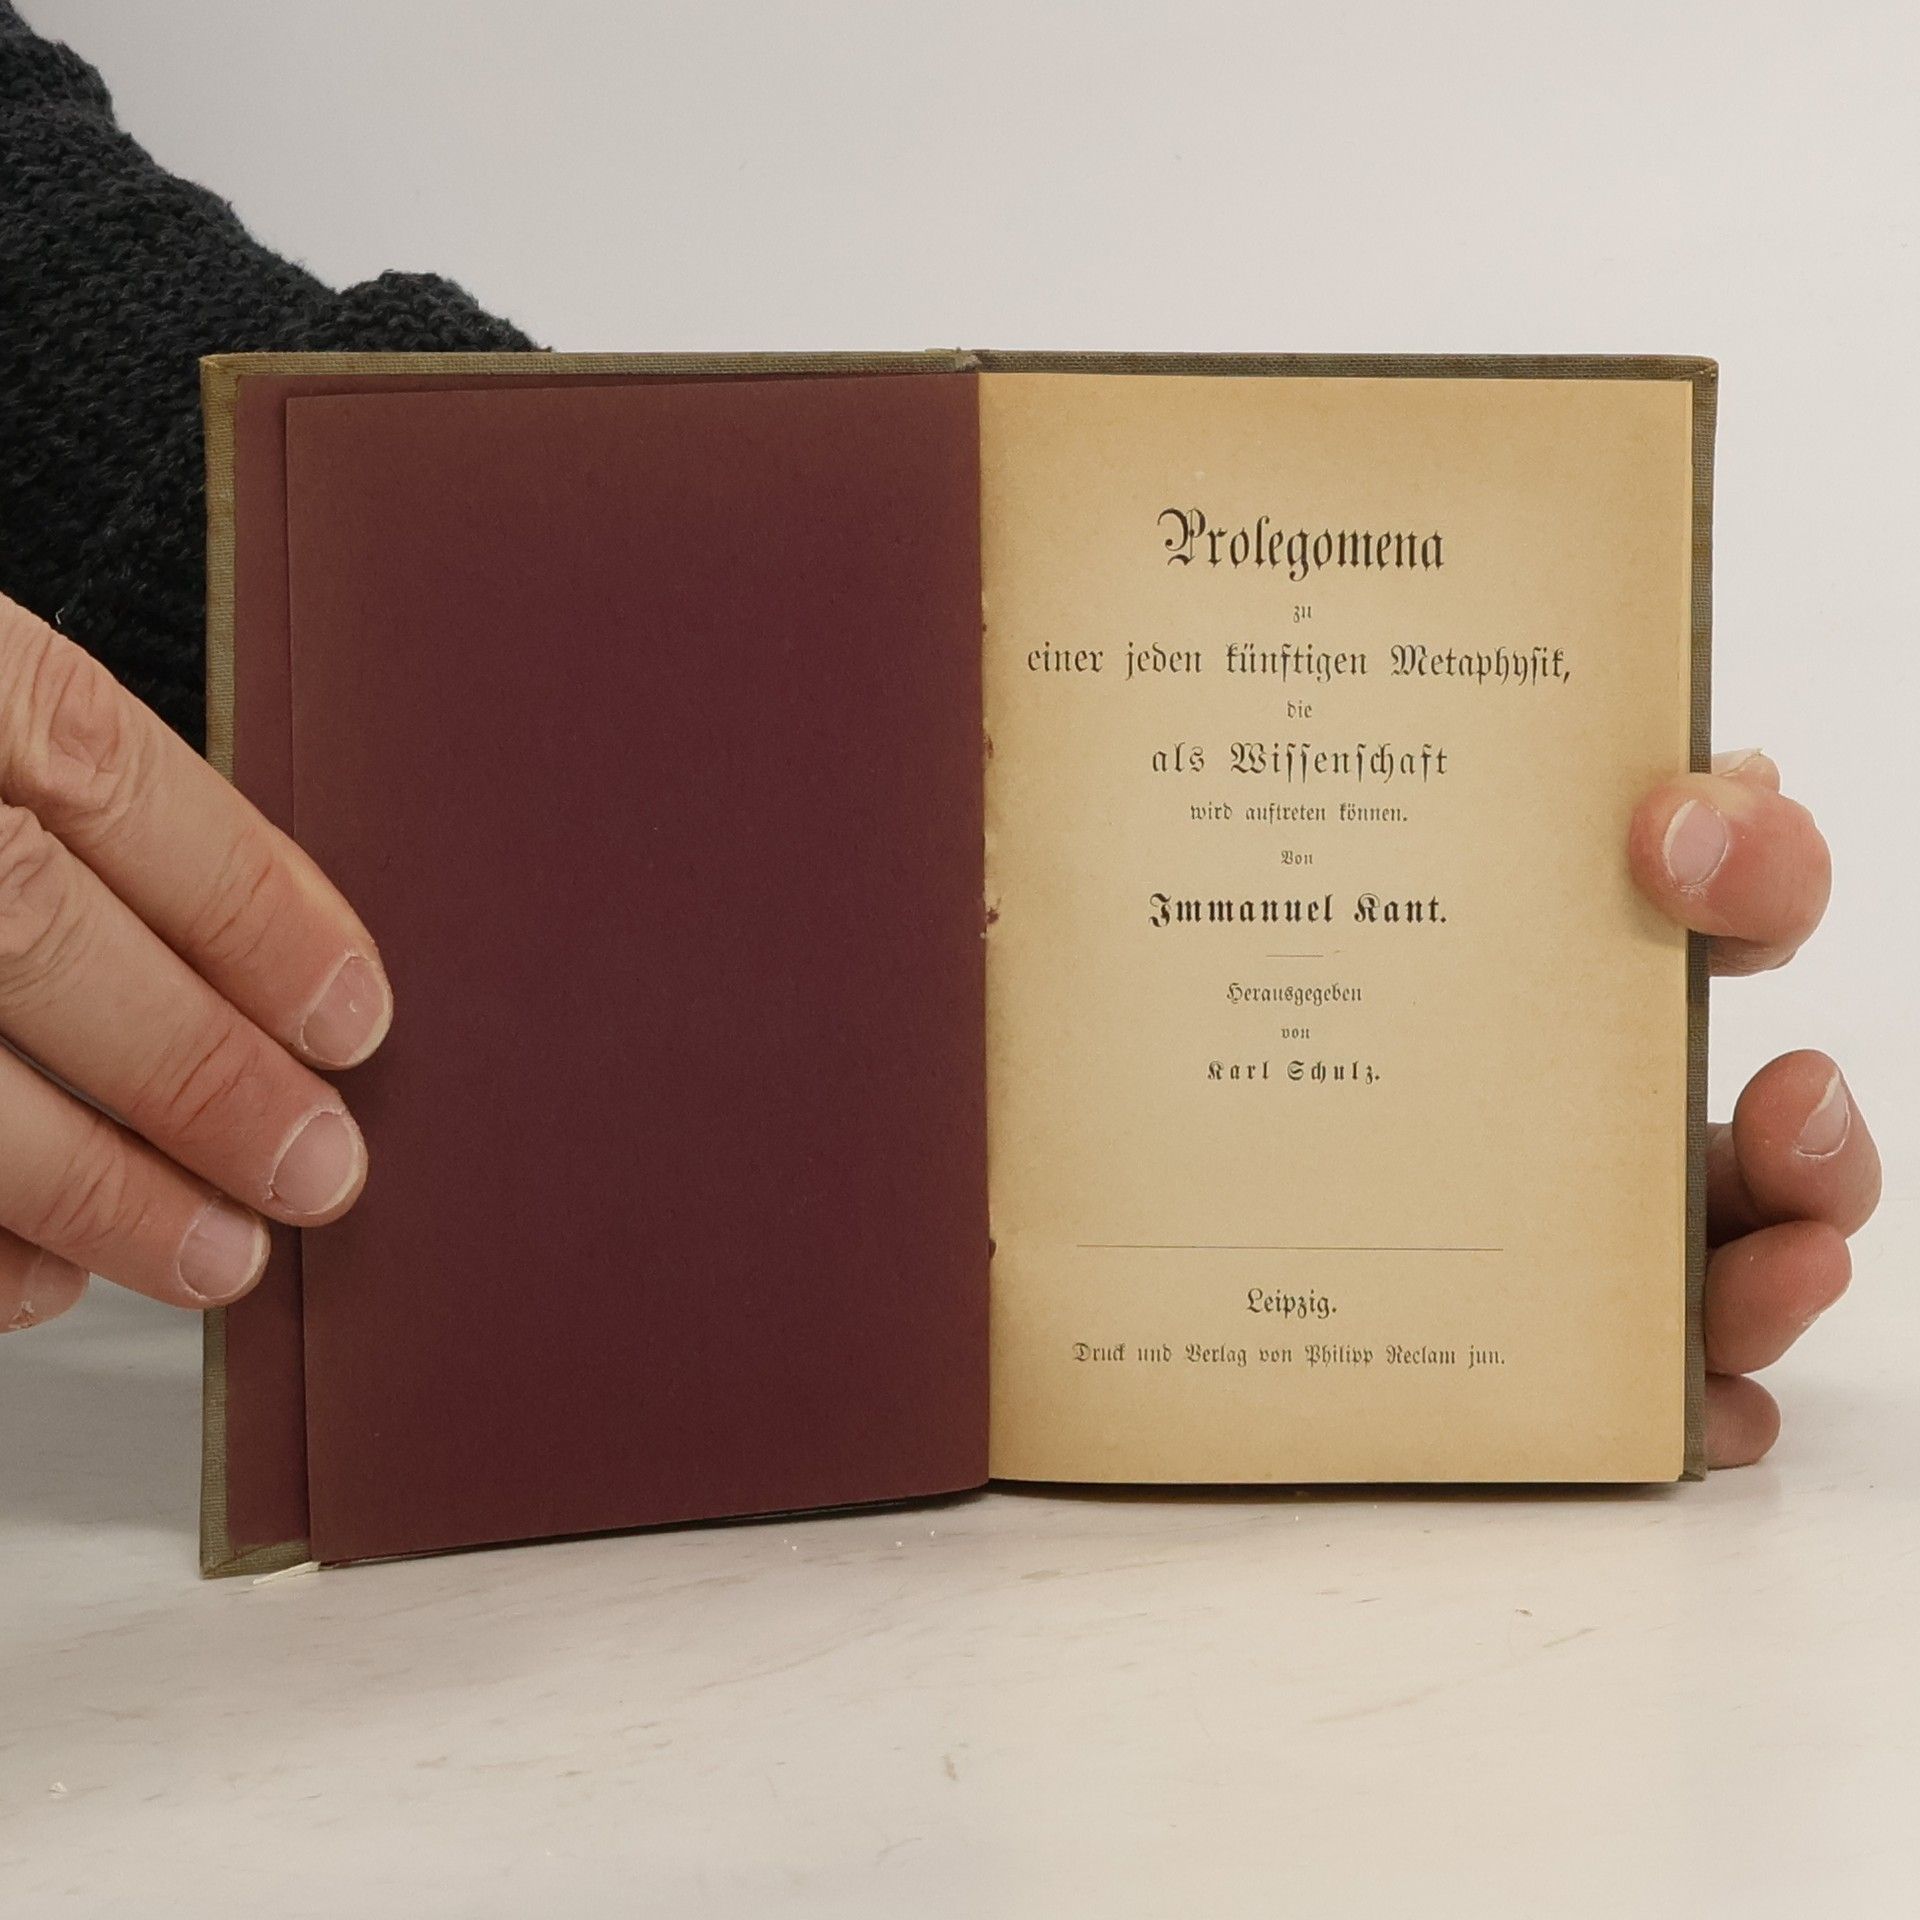 Prolegomena
zu
einer jeden künftigen Metaphysik,
die
als Wissenschaft
wird auftreten können.
Von
Immanuel Kant.
Herausgegeben
von
Karl Schulz.
Leipzig.
Druck und Verlag von Philipp Reclam jun.